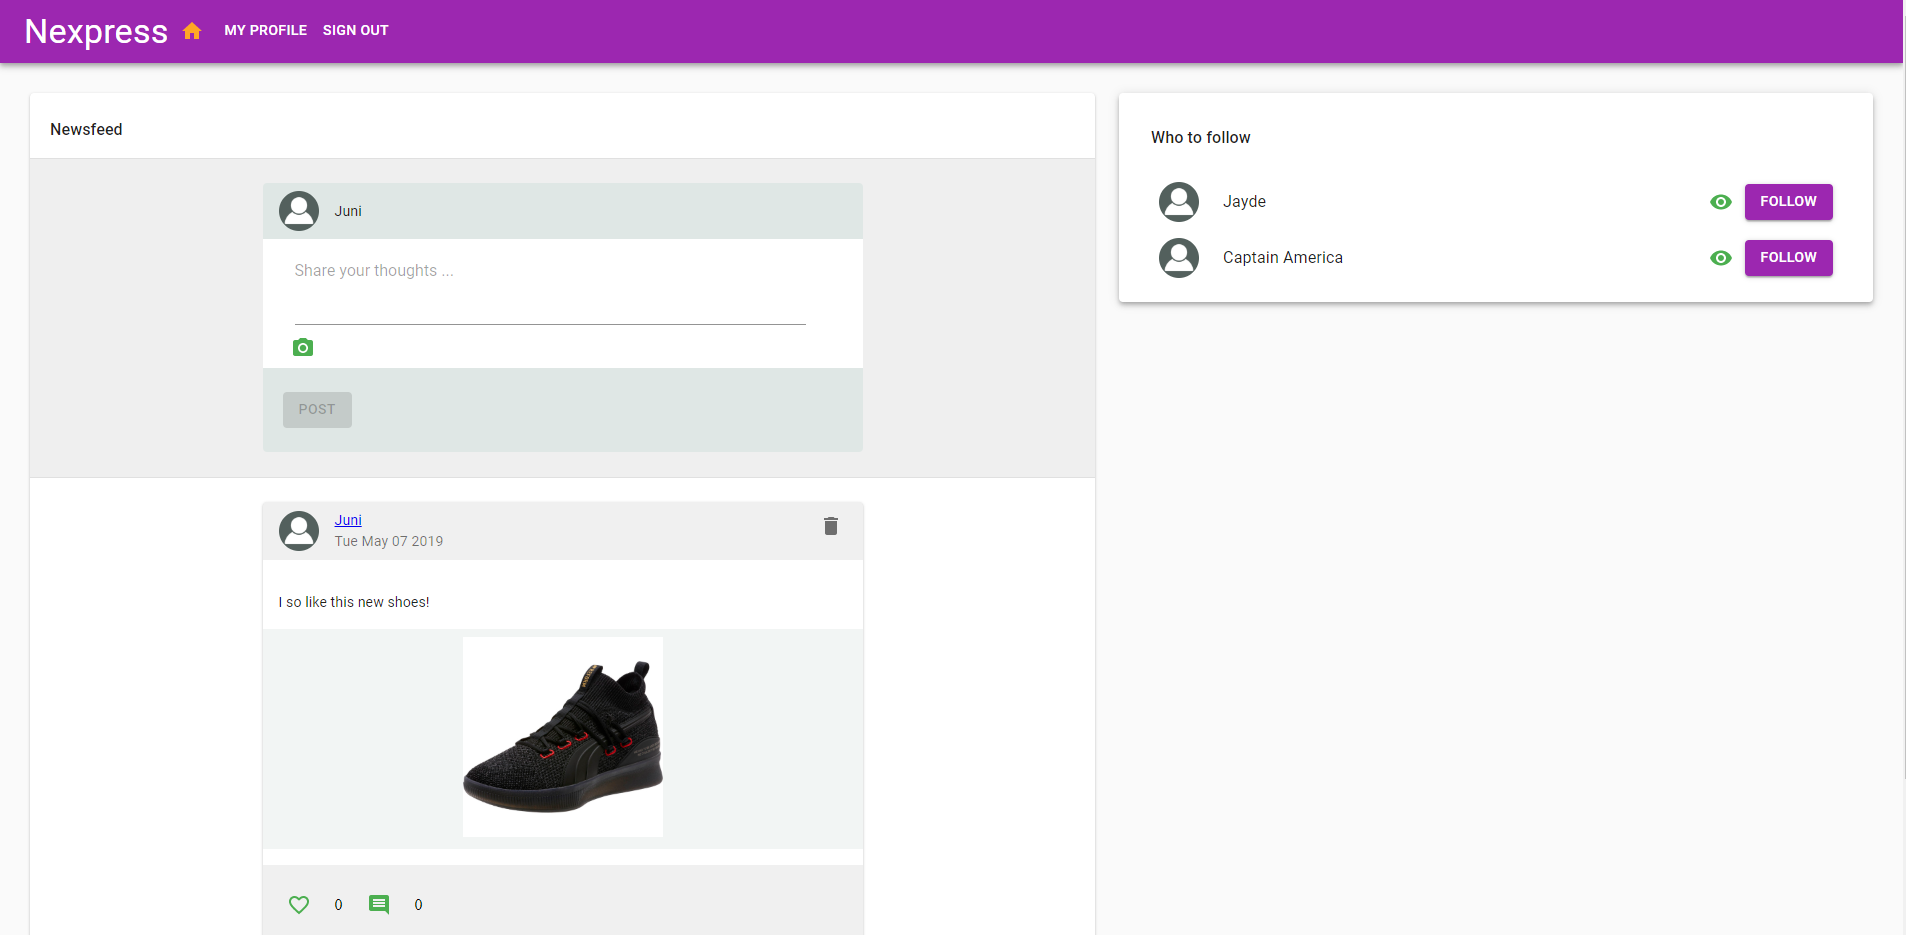 Nexpress MY PROFILE SIGN OUT
Newsfeed
Juni
Share your thoughts ...
POST
Juni
Tue May 07 2019
I so like this new shoes!
0 0
Who to follow
Jayde FOLLOW
Captain America FOLLOW